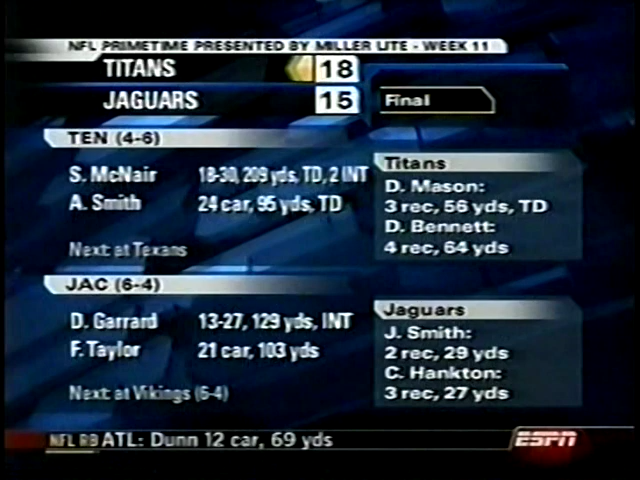 NFL PRIMETIME PRESENTED BY MILLER LITE - WEEK 11
TITANS 18
JAGUARS 15
Final
TEN (4-6)
S. McNair 18-30, 209 yds, TD, 2 INT
A. Smith 24 car, 95 yds, TD
Next: at Texans
Titans
D. Mason:
3 rec, 56 yds, TD
D. Bennett:
4 rec, 64 yds
JAC (6-4)
D. Garrard 13-27, 129 yds, INT
F. Taylor 21 car, 103 yds
Next: at Vikings (6-4)
Jaguars
J. Smith:
2 rec, 29 yds
C. Hankton:
3 rec, 27 yds
NFL RB ATL: Dunn 12 car, 69 yds
ESPN